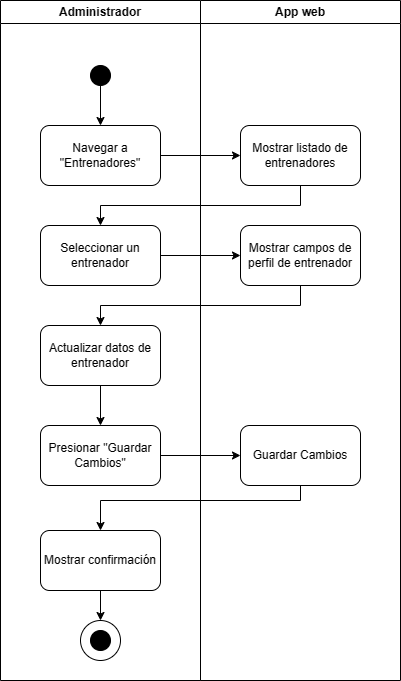 Administrador
App web
Navegar a
"Entrenadores"
Mostrar listado de
entrenadores
Seleccionar un
entrenador
Mostrar campos de
perfil de entrenador
Actualizar datos de
entrenador
Presionar "Guardar
Cambios"
Guardar Cambios
Mostrar confirmación